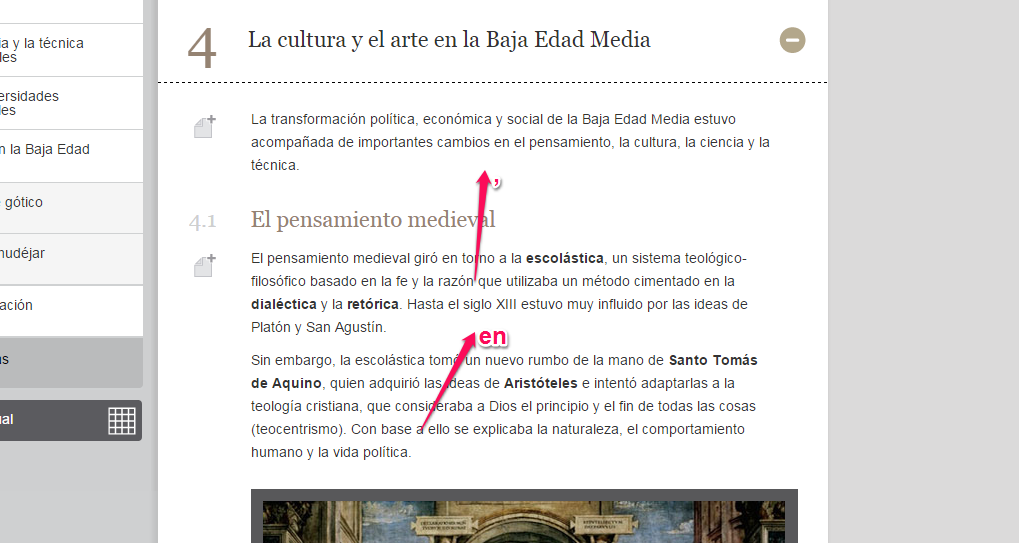 4 La cultura y el arte en la Baja Edad Media
a y la técnica
les
ersidades
les
n la Baja Edad
gótico
mudéjar
ación
as
al
La transformación política, económica y social de la Baja Edad Media estuvo
acompañada de importantes cambios en el pensamiento, la cultura, la ciencia y la
técnica.
,
4.1 El pensamiento medieval
El pensamiento medieval giró en torno a la escolástica, un sistema teológico-
filosófico basado en la fe y la razón que utilizaba un método cimentado en la
dialéctica y la retórica. Hasta el siglo XIII estuvo muy influido por las ideas de
Platón y San Agustín.
en
Sin embargo, la escolástica tomó un nuevo rumbo de la mano de Santo Tomás
de Aquino, quien adquirió las ideas de Aristóteles e intentó adaptarlas a la
teología cristiana, que consideraba a Dios el principio y el fin de todas las cosas
(teocentrismo). Con base a ello se explicaba la naturaleza, el comportamiento
humano y la vida política.